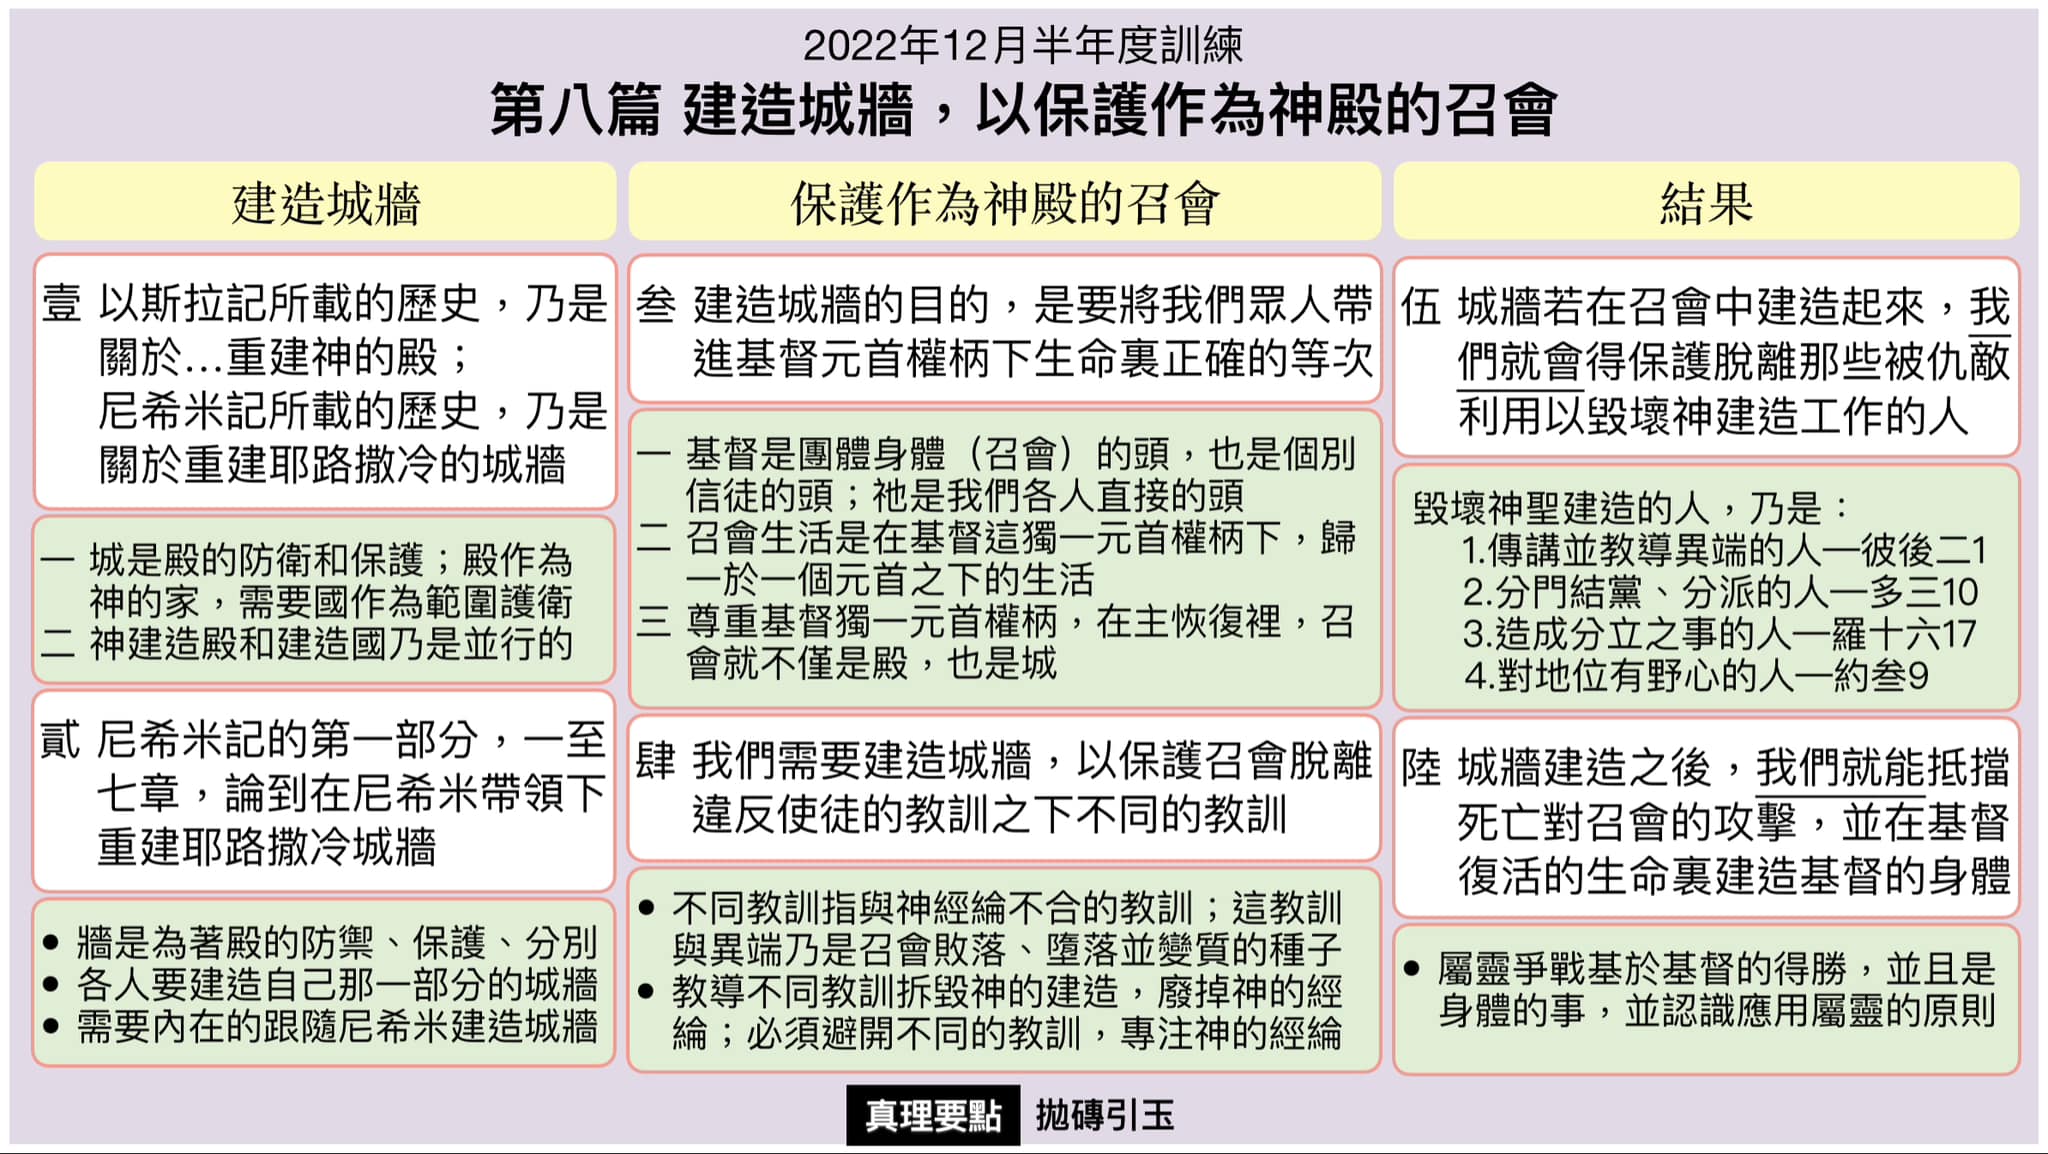 2022年12月半年度訓練
第八篇 建造城牆，以保護作為神殿的召會
建造城牆
壹 以斯拉記所載的歷史，乃是
關於…重建神的殿；
尼希米記所載的歷史，乃是
關於重建耶路撒冷的城牆
一 城是殿的防衛和保護；殿作為
神的家，需要國作為範圍護衛
二 神建造殿和建造國乃是並行的
貳 尼希米記的第一部分，一至
七章，論到在尼希米帶領下
重建耶路撒冷城牆
• 牆是為著殿的防禦、保護、分別
• 各人要建造自己那一部分的城牆
• 需要內在的跟隨尼希米建造城牆
保護作為神殿的召會
叁 建造城牆的目的，是要將我們眾人帶
進基督元首權柄下生命裏正確的等次
一 基督是團體身體（召會）的頭，也是個別
信徒的頭；祂是我們各人直接的頭
二 召會生活是在基督這獨一元首權柄下，歸
一於一個元首之下的生活
三 尊重基督獨一元首權柄，在主恢復裡，召
會就不僅是殿，也是城
肆 我們需要建造城牆，以保護召會脫離
違反使徒的教訓之下不同的教訓
• 不同教訓指與神經綸不合的教訓；這教訓
與異端乃是召會敗落、墮落並變質的種子
• 教導不同教訓拆毀神的建造，廢掉神的經
綸；必須避開不同的教訓，專注神的經綸
結果
伍 城牆若在召會中建造起來，我
們就會得保護脫離那些被仇敵
利用以毀壞神建造工作的人
毀壞神聖建造的人，乃是：
1.傳講並教導異端的人—彼後二1
2.分門結黨、分派的人—多三10
3.造成分立之事的人—羅十六17
4.對地位有野心的人—約叁9
陸 城牆建造之後，我們就能抵擋
死亡對召會的攻擊，並在基督
復活的生命裏建造基督的身體
• 屬靈爭戰基於基督的得勝，並且是
身體的事，並認識應用屬靈的原則
真理要點 拋磚引玉